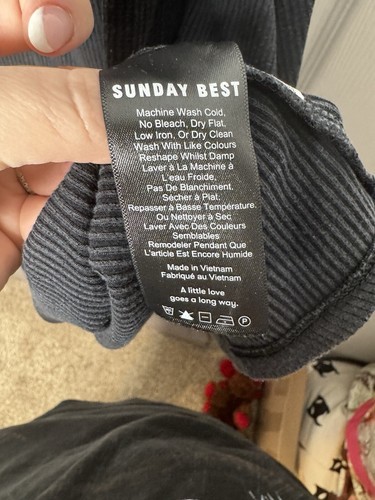 SUNDAY BEST
Machine Wash Cold,
No Bleach, Dry Flat,
Low Iron, Or Dry Clean
Wash With Like Colours
Reshape Whilst Damp
Laver à La Machine à
L'eau Froide,
Pas De Blanchiment,
Sécher à Plat.
Repasser à Basse Température.
Ou Nettoyer à Sec
Laver Avec Des Couleurs
Semblables
Remodeler Pendant Que
L'article Est Encore Humide
Made in Vietnam
Fabriqué au Vietnam
A little love
goes a long way.
P